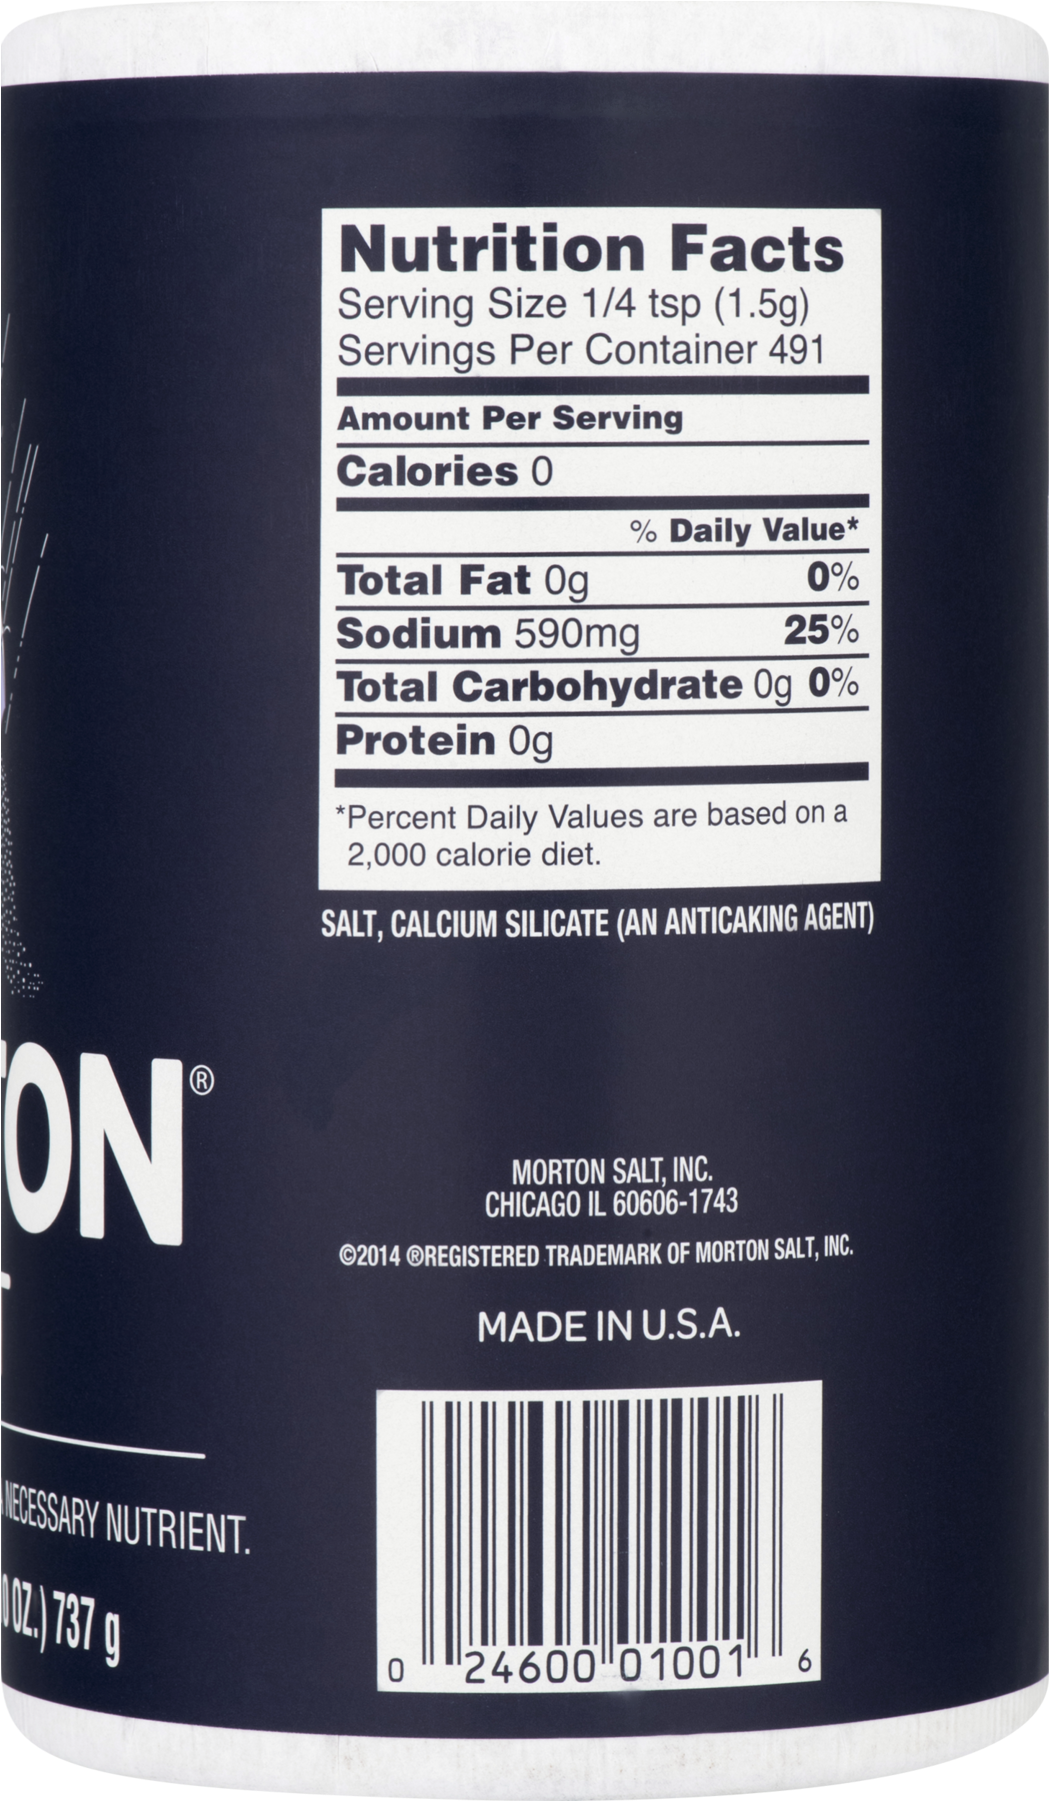 Nutrition Facts
Serving Size 1/4 tsp (1.5g)
Servings Per Container 491
Amount Per Serving
Calories 0
% Daily Value*
Total Fat 0g 0%
Sodium 590mg 25%
Total Carbohydrate 0g 0%
Protein 0g
*Percent Daily Values are based on a
2,000 calorie diet.
SALT, CALCIUM SILICATE (AN ANTICAKING AGENT)
TON®
MORTON SALT, INC.
CHICAGO IL 60606-1743
©2014 ®REGISTERED TRADEMARK OF MORTON SALT, INC.
MADE IN U.S.A.
NECESSARY NUTRIENT.
0 OZ.) 737 g
0 24600 01001 6